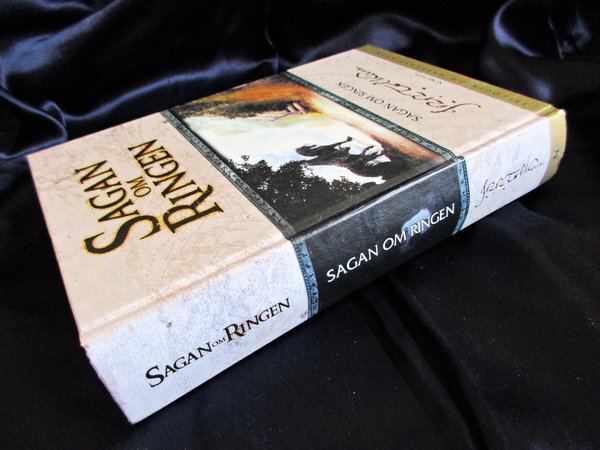 SAGAN
OM
RINGEN
SAGAN OM RINGEN
J.R.R. Tolkien
SAGAN OM RINGEN
SAGAN OM RINGEN
J.R.R. Tolkien